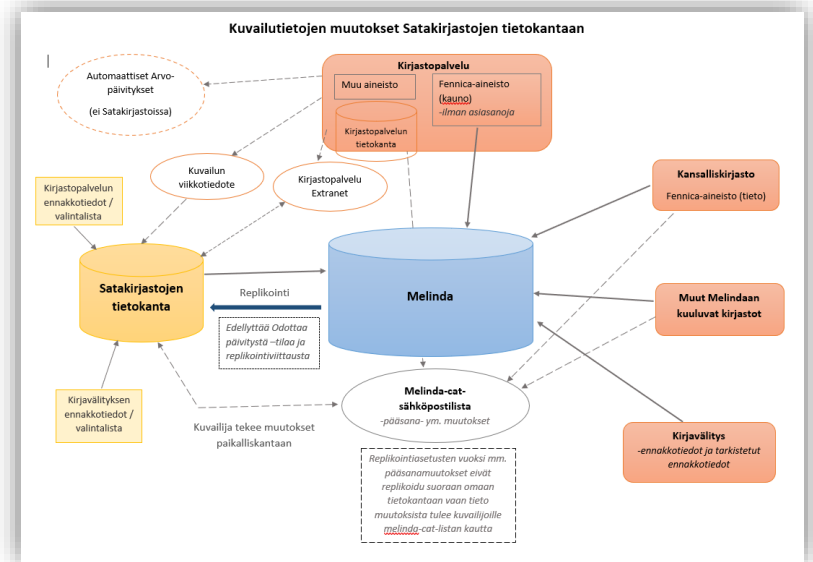 Kuvailutietojen muutokset Satakirjastojen tietokantaan
Automaattiset Arvo-
päivitykset
(ei Satakirjastoissa)
Kirjastopalvelu
Muu aineisto
Fennica-aineisto
(kauno)
-ilman asiasanoja
Kirjastopalvelun
tietokanta
Kuvailun
viikkotiedote
Kirjastopalvelu
Extranet
Kansalliskirjasto
Fennica-aineisto (tieto)
Kirjastopalvelun
ennakkotiedot /
valintalista
Satakirjastojen
tietokanta
Replikointi
Melinda
Muut Melindaan
kuuluvat kirjastot
Edellyttää Odottaa
päivitystä –tilaa ja
replikointiviittausta
Kirjavälityksen
ennakkotiedot /
valintalista
Kuvailija tekee muutokset
paikalliskantaan
Melinda-cat-
sähköpostilista
-pääsana- ym. muutokset
Kirjavälitys
-ennakkotiedot ja tarkistetut
ennakkotiedot
Replikointiasetusten vuoksi mm.
pääsanamuutokset eivät
replikoidu suoraan omaan
tietokantaan vaan tieto
muutoksista tulee kuvailijoille
melinda-cat-listan kautta